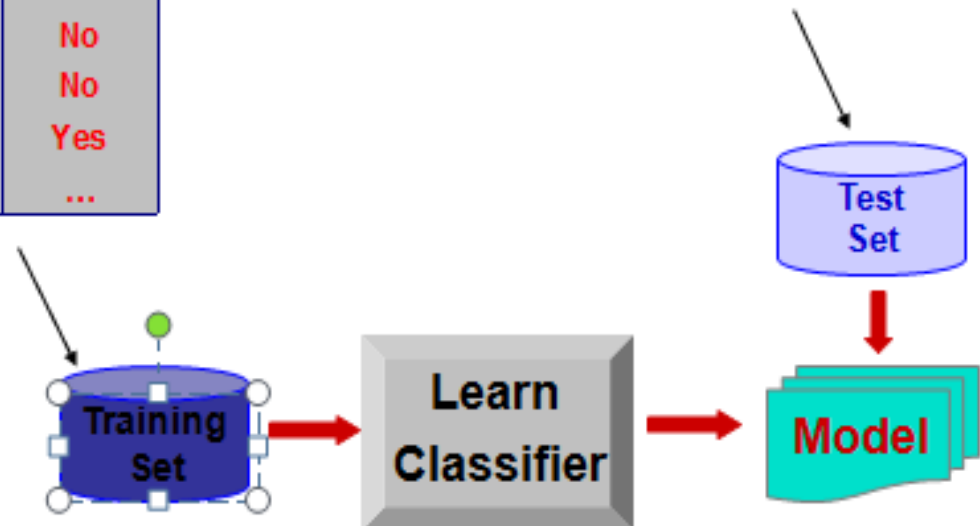 No
No
Yes
...
Test
Set
Training
Set
Learn
Classifier
Model